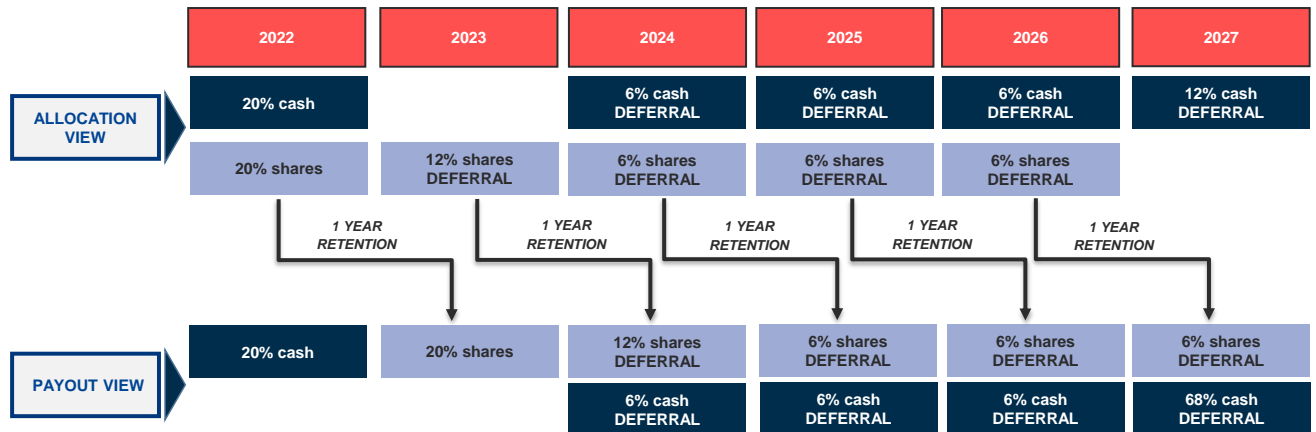 2022
2023
2024
2025
2026
2027
ALLOCATION
VIEW
20% cash
6% cash
DEFERRAL
6% cash
DEFERRAL
6% cash
DEFERRAL
12% cash
DEFERRAL
20% shares
12% shares
DEFERRAL
6% shares
DEFERRAL
6% shares
DEFERRAL
6% shares
DEFERRAL
1 YEAR
RETENTION
1 YEAR
RETENTION
1 YEAR
RETENTION
1 YEAR
RETENTION
1 YEAR
RETENTION
PAYOUT VIEW
20% cash
20% shares
12% shares
DEFERRAL
6% shares
DEFERRAL
6% shares
DEFERRAL
6% shares
DEFERRAL
6% cash
DEFERRAL
6% cash
DEFERRAL
6% cash
DEFERRAL
68% cash
DEFERRAL